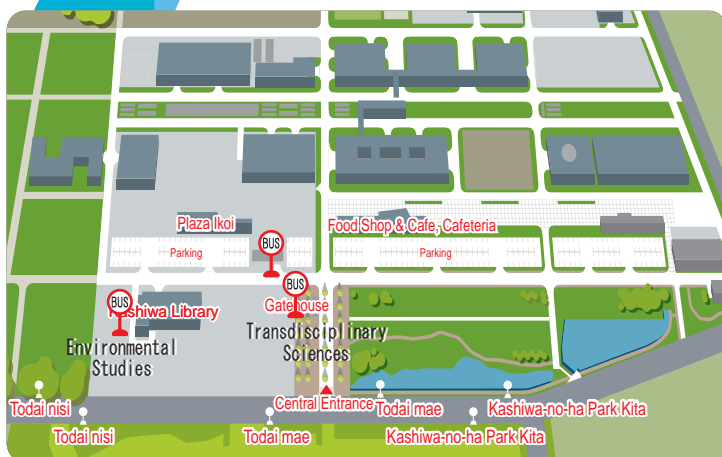 Plaza Ikoi
Food Shop & Cafe, Cafeteria
BUS
Parking
Parking
BUS
BUS
Gatehouse
Kashiwa Library
Transdisciplinary
Sciences
Environmental
Studies
Todai nisi
Central Entrance
Todai mae
Kashiwa-no-ha Park Kita
Todai nisi
Todai mae
Kashiwa-no-ha Park Kita